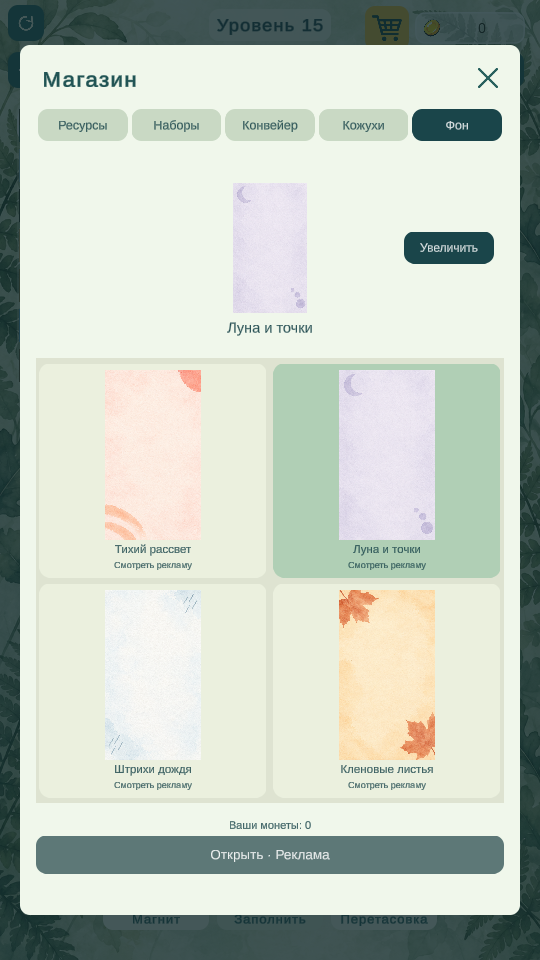 Уровень 15
0
Магазин
Ресурсы
Наборы
Конвейер
Кожухи
Фон
Увеличить
Луна и точки
Тихий рассвет
Смотреть рекламу
Луна и точки
Смотреть рекламу
Штрихи дождя
Смотреть рекламу
Кленовые листья
Смотреть рекламу
Ваши монеты: 0
Открыть · Реклама
Магнит
Заполнить
Перетасовка